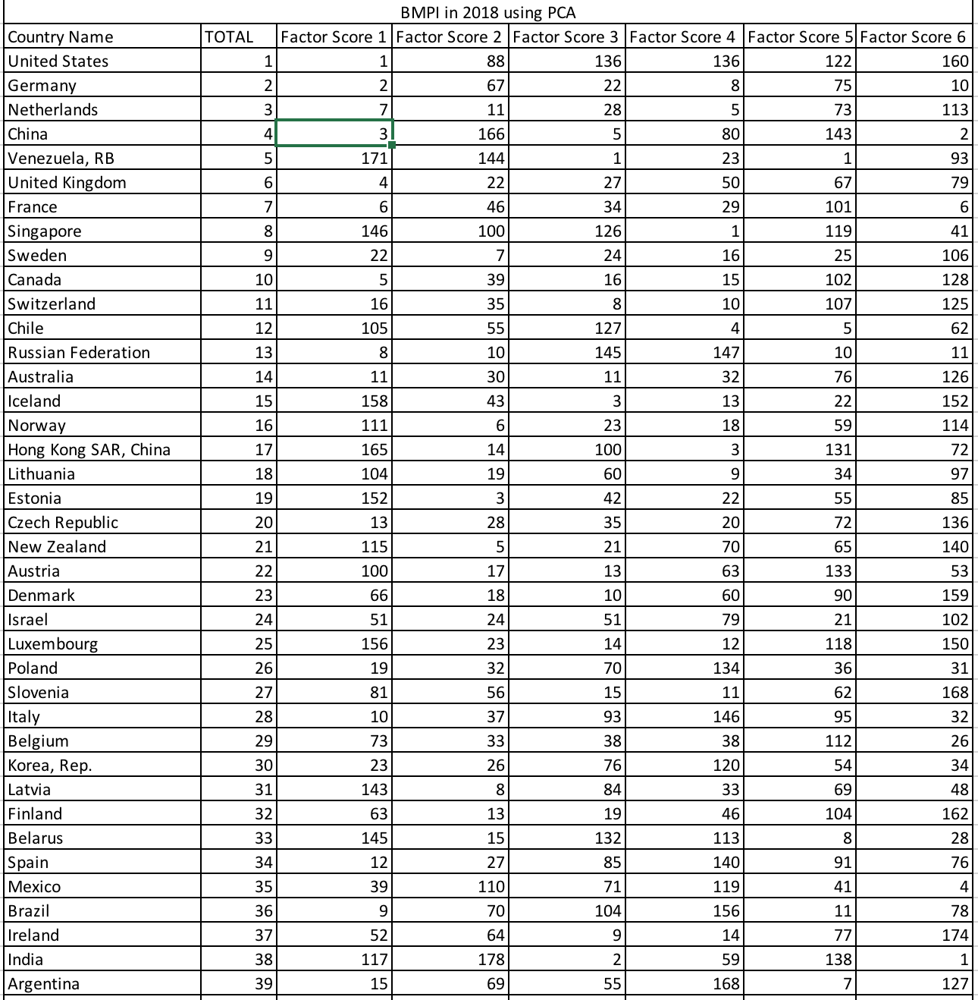 BMPI in 2018 using PCA
Country Name TOTAL Factor Score 1 Factor Score 2 Factor Score 3 Factor Score 4 Factor Score 5 Factor Score 6
United States 1 1 88 136 136 122 160
Germany 2 2 67 22 8 75 10
Netherlands 3 7 11 28 5 73 113
China 4 3 166 5 80 143 2
Venezuela, RB 5 171 144 1 23 1 93
United Kingdom 6 4 22 27 50 67 79
France 7 6 46 34 29 101 6
Singapore 8 146 100 126 1 119 41
Sweden 9 22 7 24 16 25 106
Canada 10 5 39 16 15 102 128
Switzerland 11 16 35 8 10 107 125
Chile 12 105 55 127 4 5 62
Russian Federation 13 8 10 145 147 10 11
Australia 14 11 30 11 32 76 126
Iceland 15 158 43 3 13 22 152
Norway 16 111 6 23 18 59 114
Hong Kong SAR, China 17 165 14 100 3 131 72
Lithuania 18 104 19 60 9 34 97
Estonia 19 152 3 42 22 55 85
Czech Republic 20 13 28 35 20 72 136
New Zealand 21 115 5 21 70 65 140
Austria 22 100 17 13 63 133 53
Denmark 23 66 18 10 60 90 159
Israel 24 51 24 51 79 21 102
Luxembourg 25 156 23 14 12 118 150
Poland 26 19 32 70 134 36 31
Slovenia 27 81 56 15 11 62 168
Italy 28 10 37 93 146 95 32
Belgium 29 73 33 38 38 112 26
Korea, Rep. 30 23 26 76 120 54 34
Latvia 31 143 8 84 33 69 48
Finland 32 63 13 19 46 104 162
Belarus 33 145 15 132 113 8 28
Spain 34 12 27 85 140 91 76
Mexico 35 39 110 71 119 41 4
Brazil 36 9 70 104 156 11 78
Ireland 37 52 64 9 14 77 174
India 38 117 178 2 59 138 1
Argentina 39 15 69 55 168 7 127